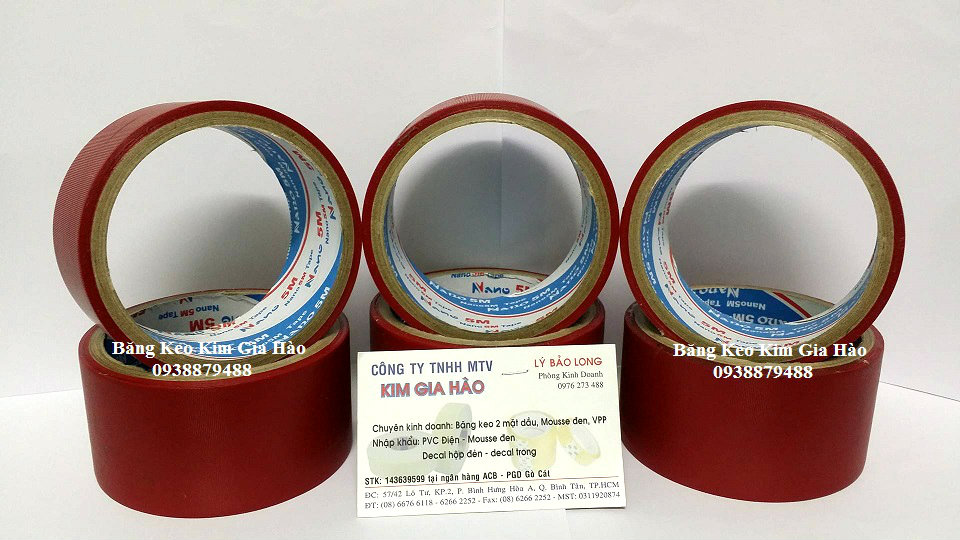 Băng Keo Kim Gia Hào
0938879488
Băng Keo Kim Gia Hào
0938879488
Nano 5M Tape
NANO 5M
CÔNG TY TNHH MTV
KIM GIA HÀO
LÝ BẢO LONG
Phòng Kinh Doanh
0976 273 488
Chuyên kinh doanh: Băng keo 2 mặt dầu, Mousse đen, VPP
Nhập khẩu: PVC Điện - Mousse đen
Decal hộp đèn - decal trong
STK: 143639599 tại ngân hàng ACB - PGD Gò Cát
ĐC: 57/42 Lô Tư, KP.2, P. Bình Hưng Hòa A, Q. Bình Tân, TP.HCM
ĐT: (08) 6676 6118 - 6266 2252 - Fax: (08) 6266 2252 - MST: 0311920874